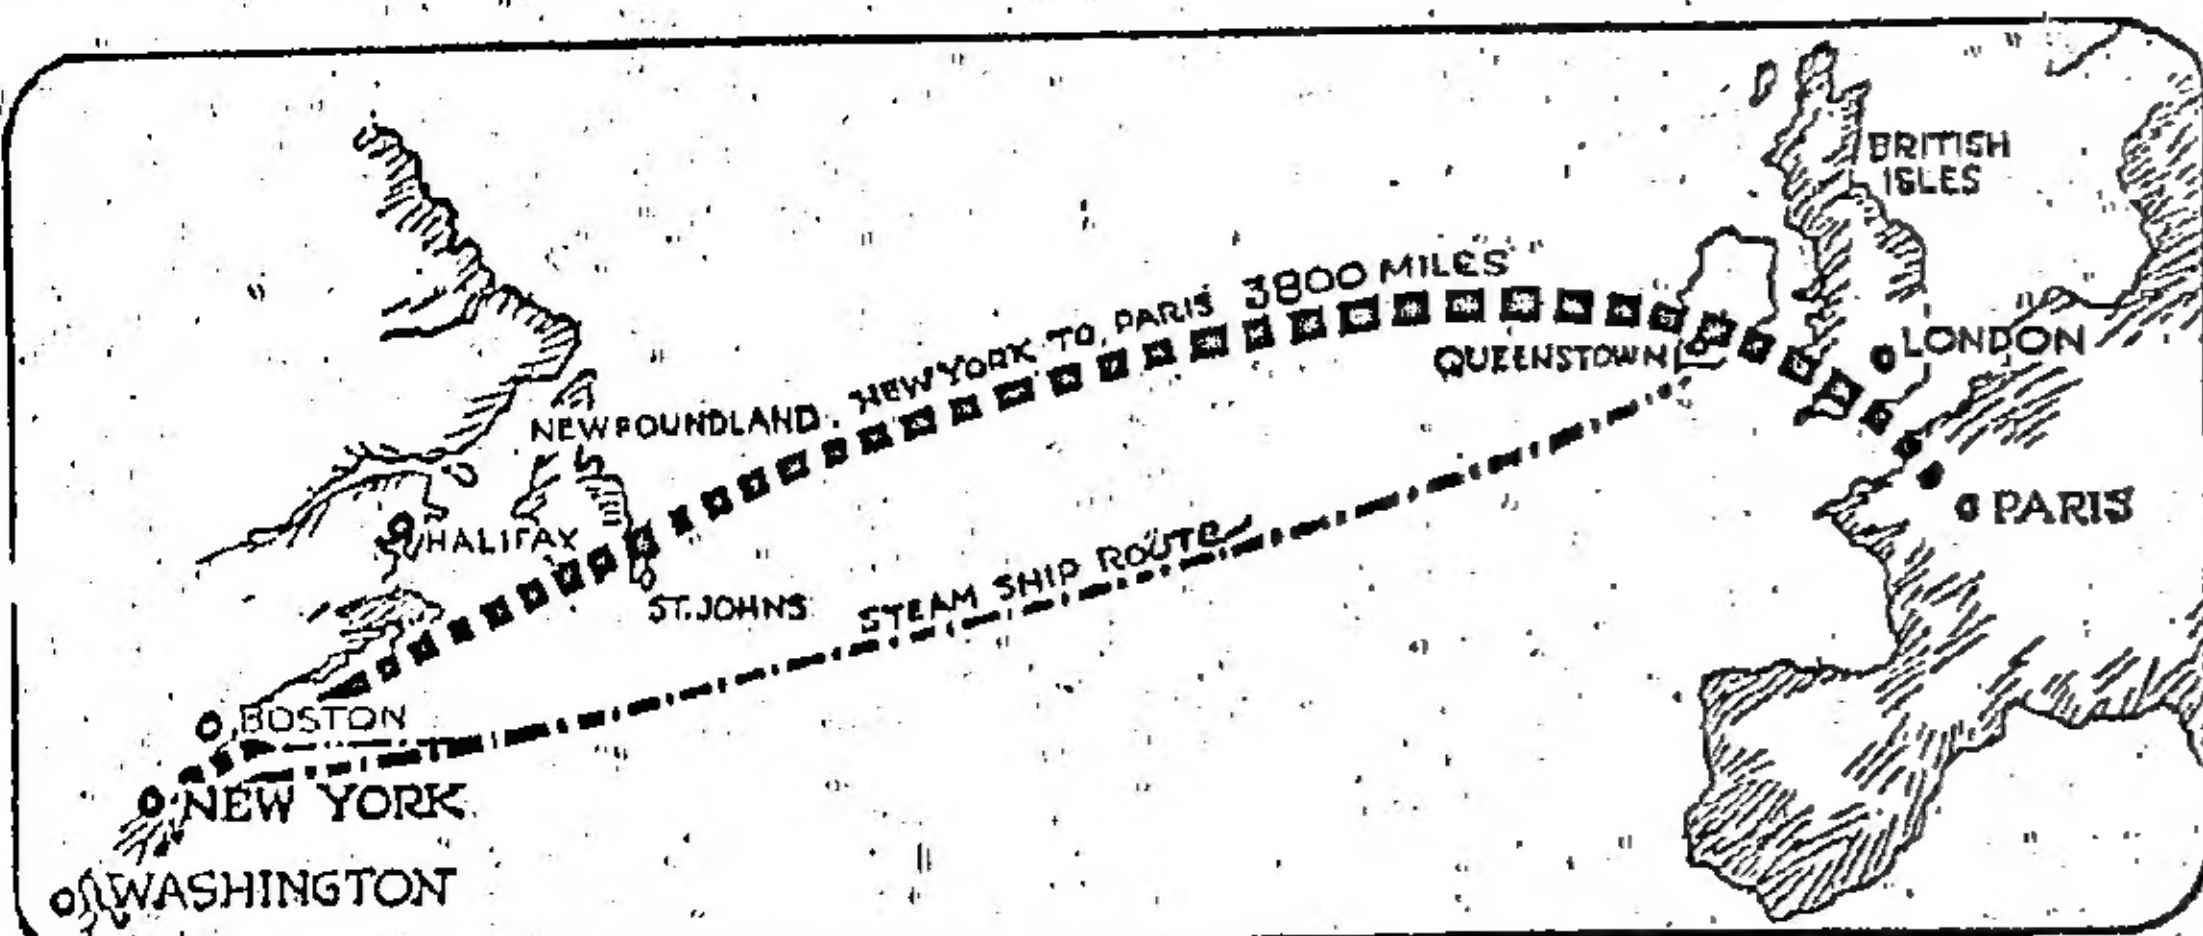 BRITISH
ISLES
NEW YORK TO PARIS 3800 MILES
QUEENSTOWN
LONDON
NEWFOUNDLAND
PARIS
HALIFAX
ST. JOHNS
STEAM SHIP ROUTE
BOSTON
NEW YORK
WASHINGTON